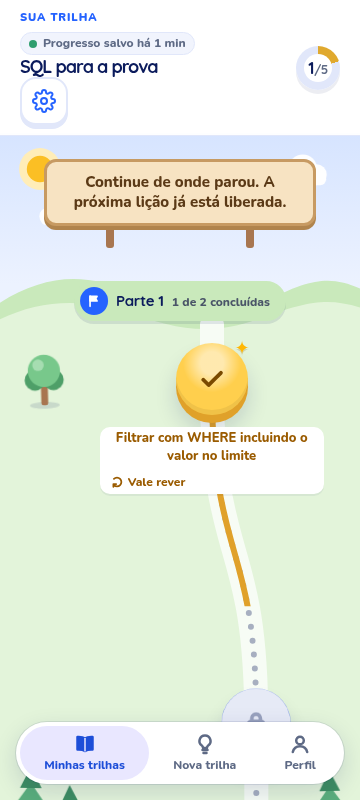 SUA TRILHA
Progresso salvo há 1 min
SQL para a prova
1/5
Continue de onde parou. A
próxima lição já está liberada.
Parte 1 1 de 2 concluídas
Filtrar com WHERE incluindo o
valor no limite
Vale rever
Minhas trilhas
Nova trilha
Perfil